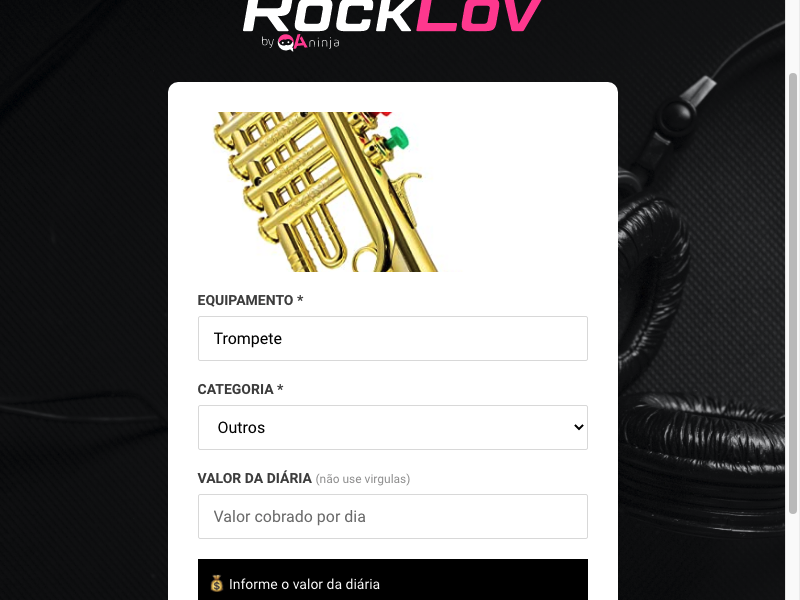 RockLov
by QAninja
EQUIPAMENTO *
Trompete
CATEGORIA *
Outros
VALOR DA DIÁRIA (não use virgulas)
Valor cobrado por dia
💰 Informe o valor da diária